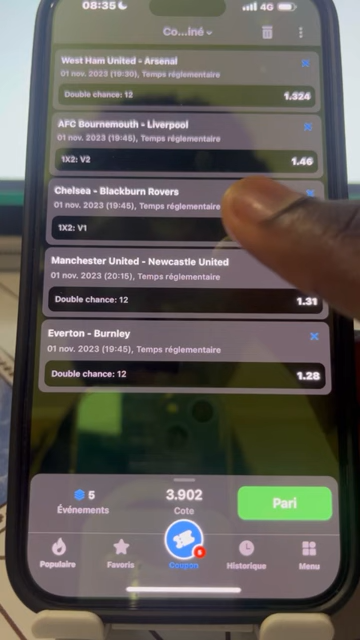 08:35
4G
Co...lné
West Ham United - Arsenal
01 nov. 2023 (19:30), Temps réglementaire
Double chance: 12
1.324
AFC Bournemouth - Liverpool
01 nov. 2023 (19:45), Temps réglementaire
1X2: V2
1.46
Chelsea - Blackburn Rovers
01 nov. 2023 (19:45), Temps réglementaire
1X2: V1
Manchester United - Newcastle United
01 nov. 2023 (20:15), Temps réglementaire
Double chance: 12
1.31
Everton - Burnley
01 nov. 2023 (19:45), Temps réglementaire
Double chance: 12
1.28
5
Événements
3.902
Cote
Pari
Populaire
Favoris
Coupon
Historique
Menu